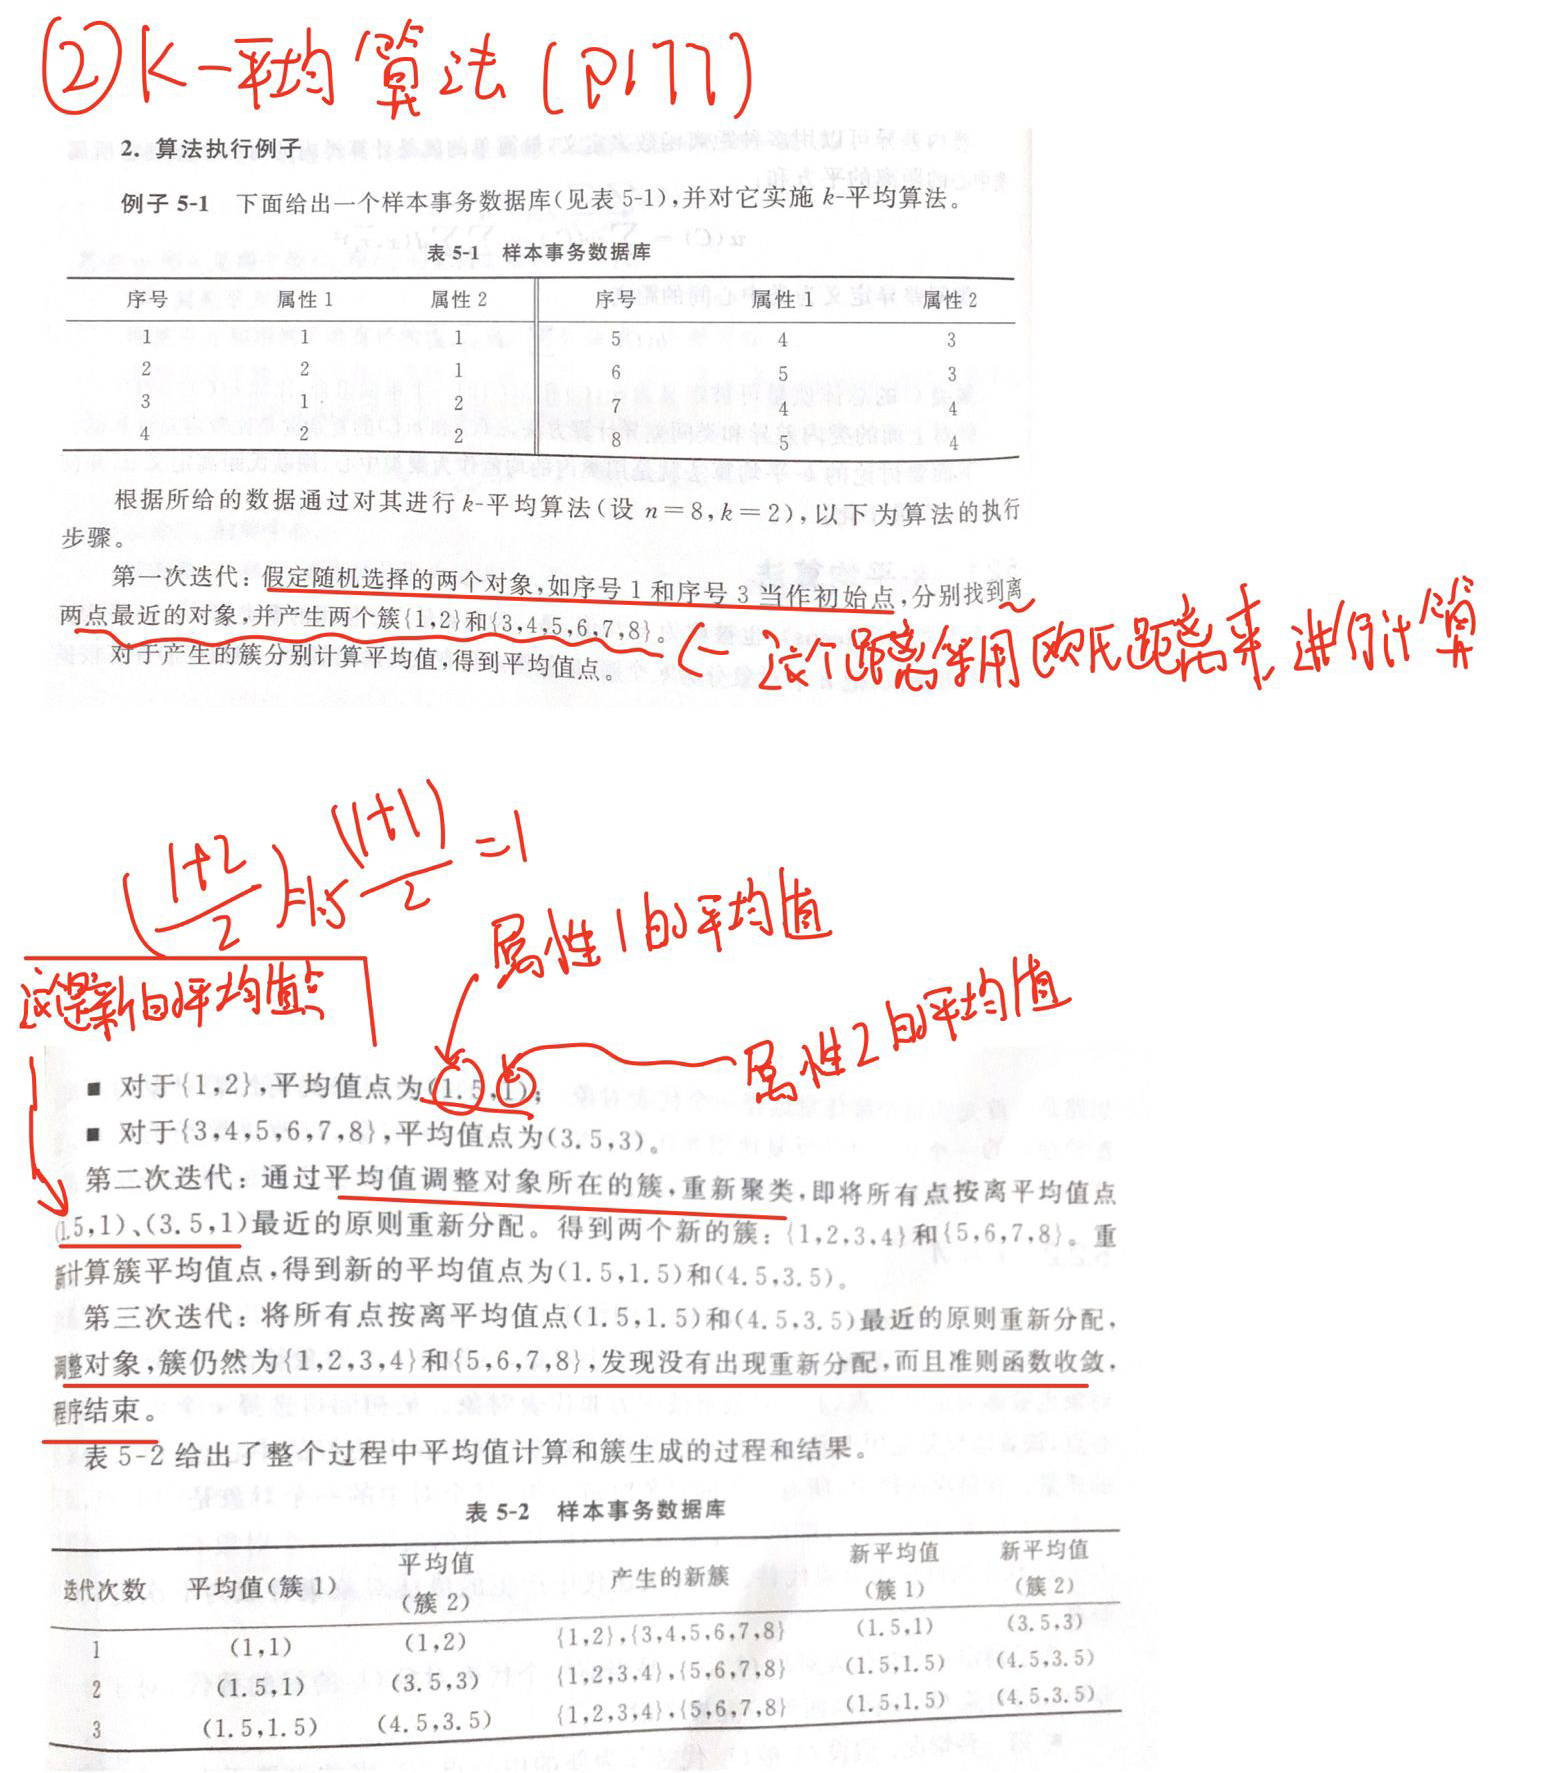 ②K-平均算法(P177)
2. 算法执行例子
例子 5-1 下面给出一个样本事务数据库(见表 5-1),并对它实施 k-平均算法。
表 5-1 样本事务数据库
序号 属性 1 属性 2 序号 属性 1 属性 2
1 1 1 5 4 3
2 2 1 6 5 3
3 1 2 7 4 4
4 2 2 8 5 4
根据所给的数据通过对其进行 k-平均算法(设 n=8,k=2),以下为算法的执行
步骤。
第一次迭代:假定随机选择的两个对象,如序号 1 和序号 3 当作初始点,分别找到离
两点最近的对象,并产生两个簇{1,2}和{3,4,5,6,7,8}。
这个距离用欧氏距离来进行计算
对于产生的簇分别计算平均值,得到平均值点。
(1+2)/2=1.5 (1+1)/2=1
属性1的平均值
这是新的平均值点
属性2的平均值
■ 对于{1,2},平均值点为(1.5,1);
■ 对于{3,4,5,6,7,8},平均值点为(3.5,3)。
第二次迭代:通过平均值调整对象所在的簇,重新聚类,即将所有点按离平均值点
(1.5,1)、(3.5,1)最近的原则重新分配。得到两个新的簇:{1,2,3,4}和{5,6,7,8}。重
新计算簇平均值点,得到新的平均值点为(1.5,1.5)和(4.5,3.5)。
第三次迭代:将所有点按离平均值点(1.5,1.5)和(4.5,3.5)最近的原则重新分配,
调整对象,簇仍然为{1,2,3,4}和{5,6,7,8},发现没有出现重新分配,而且准则函数收敛,
程序结束。
表 5-2 给出了整个过程中平均值计算和簇生成的过程和结果。
表 5-2 样本事务数据库
迭代次数 平均值(簇 1) 平均值(簇 2) 产生的新簇 新平均值(簇 1) 新平均值(簇 2)
1 (1,1) (1,2) {1,2},{3,4,5,6,7,8} (1.5,1) (3.5,3)
2 (1.5,1) (3.5,3) {1,2,3,4},{5,6,7,8} (1.5,1.5) (4.5,3.5)
3 (1.5,1.5) (4.5,3.5) {1,2,3,4},{5,6,7,8} (1.5,1.5) (4.5,3.5)